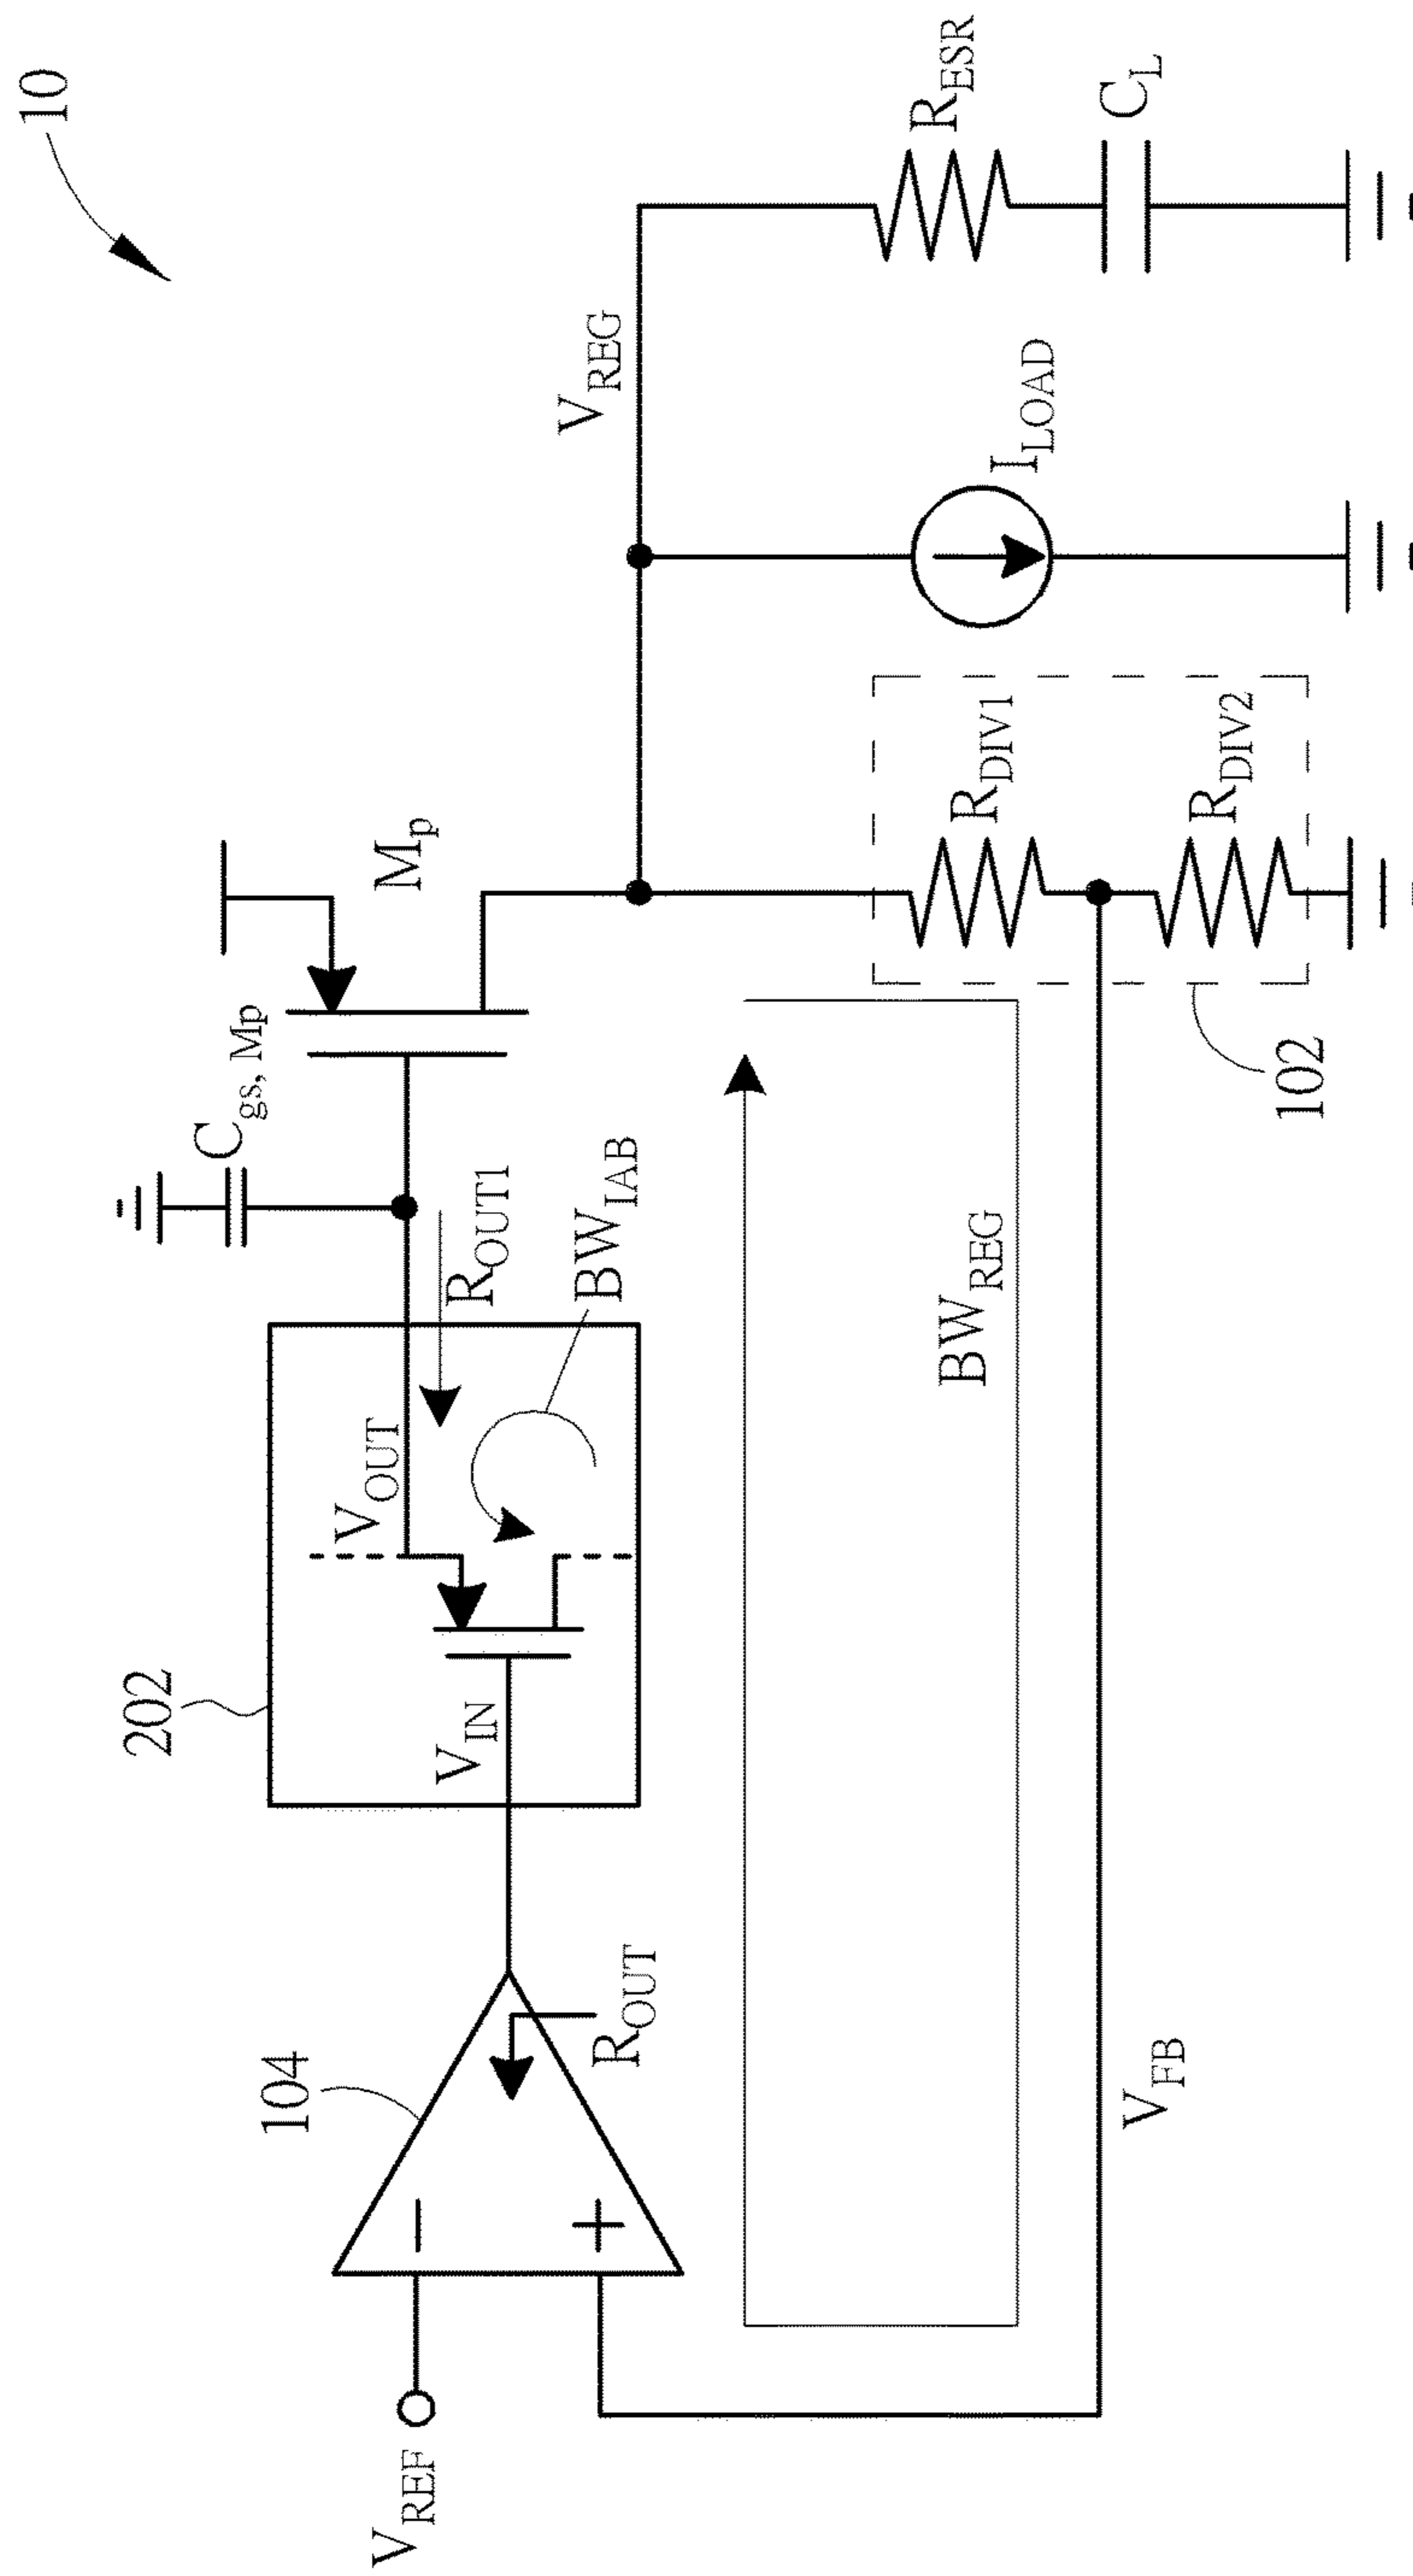 10
C_gs, Mp
M_p
202
V_OUT
R_OUT1
V_REG
104
V_IN
BW_IAB
V_REF
−
+
R_OUT
BW_REG
R_DIV1
R_DIV2
102
I_LOAD
R_ESR
C_L
V_FB